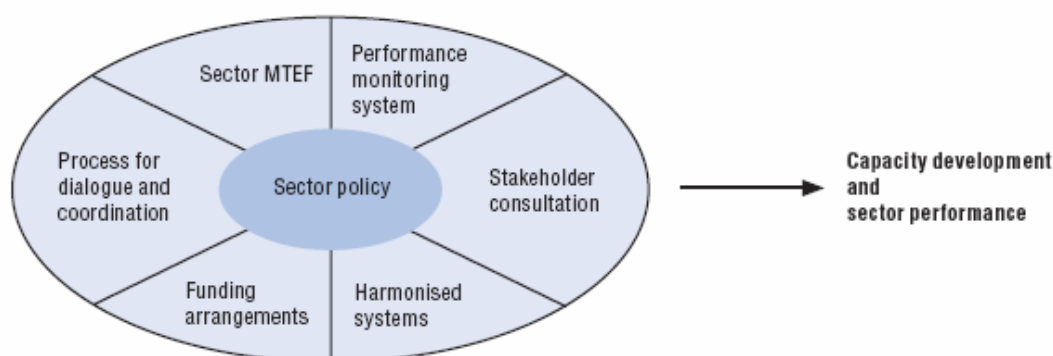 Sector MTEF
Performance
monitoring
system
Process for
dialogue and
coordination
Sector policy
Stakeholder
consultation
Capacity development
and
sector performance
Funding
arrangements
Harmonised
systems